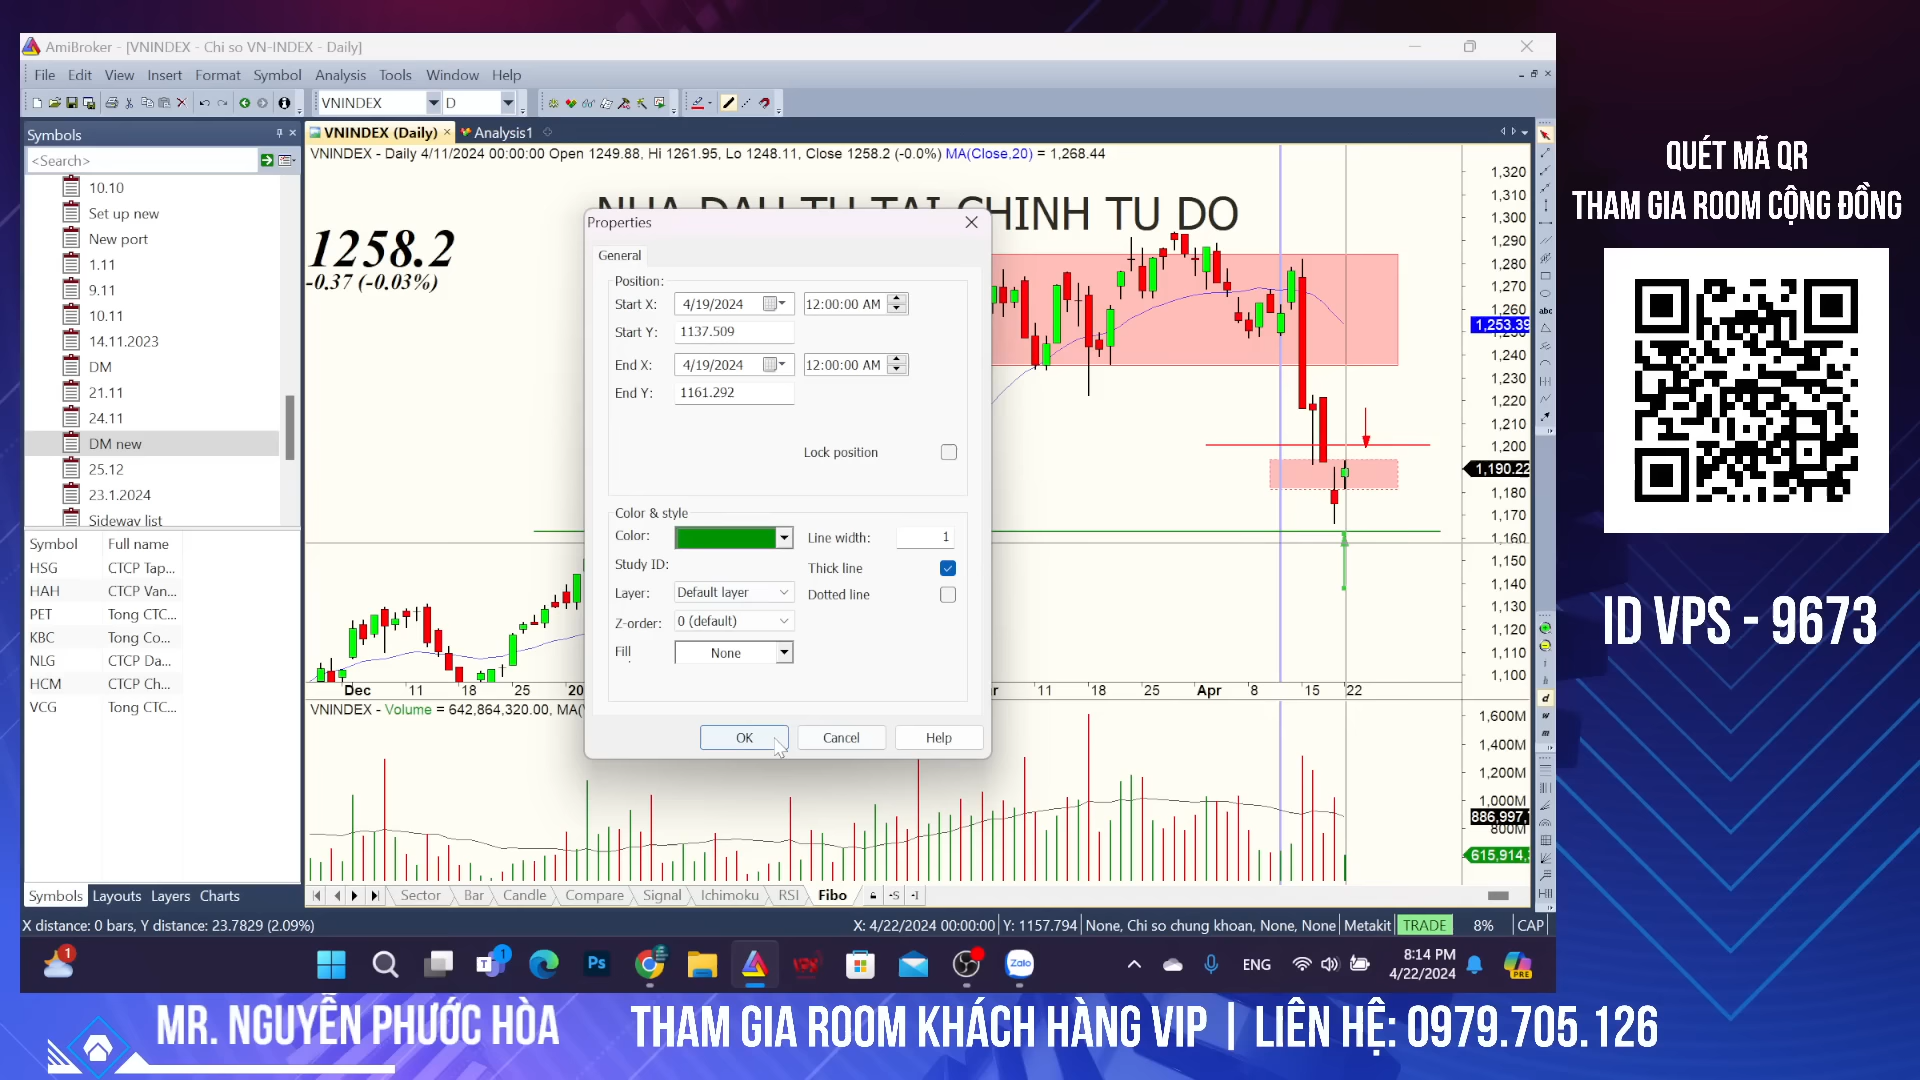 AmiBroker - [VNINDEX - Chi so VN-INDEX - Daily]
File Edit View Insert Format Symbol Analysis Tools Window Help
VNINDEX D
Symbols
<Search>
10.10
Set up new
New port
1.11
9.11
10.11
14.11.2023
DM
21.11
24.11
DM new
25.12
23.1.2024
Sideway list
Symbol Full name
HSG CTCP Tap...
HAH CTCP Van...
PET Tong CTC...
KBC Tong Co...
NLG CTCP Da...
HCM CTCP Ch...
VCG Tong CTC...
Symbols Layouts Layers Charts
VNINDEX (Daily) Analysis1
VNINDEX - Daily 4/11/2024 00:00:00 Open 1249.88, Hi 1261.95, Lo 1248.11, Close 1258.2 (-0.0%) MA(Close,20) = 1,268.44
NHA DAU TU TAI CHINH TU DO
1258.2
-0.37 (-0.03%)
Properties
General
Position:
Start X: 4/19/2024 12:00:00 AM
Start Y: 1137.509
End X: 4/19/2024 12:00:00 AM
End Y: 1161.292
Lock position
Color & style
Color: Line width: 1
Study ID: Thick line
Layer: Default layer Dotted line
Z-order: 0 (default)
Fill None
OK Cancel Help
1,320
1,310
1,300
1,290
1,280
1,270
1,260
1,253.39
1,240
1,230
1,220
1,210
1,200
1,190.22
1,180
1,170
1,160
1,150
1,140
1,130
1,120
1,110
1,100
Dec 11 18 25 20 11 18 25 Apr 8 15 22
VNINDEX - Volume = 642,864,320.00, MA(
1,600M
1,400M
1,200M
1,000M
886,997,
800M
615,914,
Sector Bar Candle Compare Signal Ichimoku RSI Fibo
X distance: 0 bars, Y distance: 23.7829 (2.09%)
X: 4/22/2024 00:00:00 Y: 1157.794 None, Chi so chung khoan, None, None Metakit TRADE 8% CAP
ENG 8:14 PM
4/22/2024
QUÉT MÃ QR
THAM GIA ROOM CỘNG ĐỒNG
ID VPS - 9673
MR. NGUYỄN PHƯỚC HÒA
THAM GIA ROOM KHÁCH HÀNG VIP | LIÊN HỆ: 0979.705.126